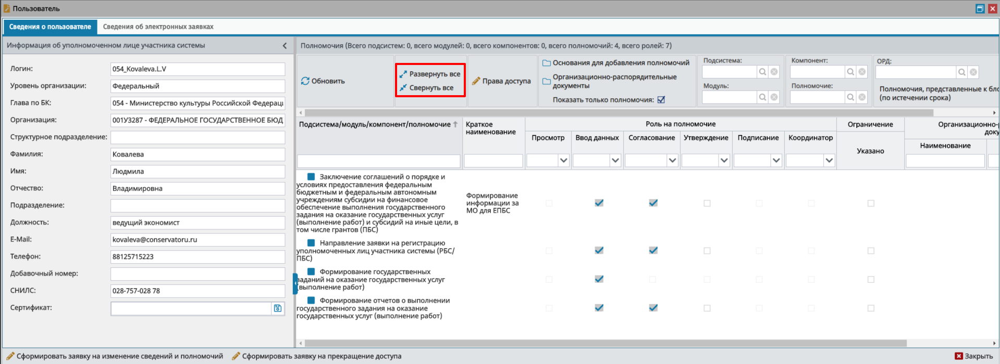 Пользователь
Сведения о пользователе
Сведения об электронных заявках
Информация об уполномоченном лице участника системы
Логин:
054_Kovaleva.L.V
Уровень организации:
Федеральный
Глава по БК:
054 - Министерство культуры Российской Федерац
Организация:
001У3287 - ФЕДЕРАЛЬНОЕ ГОСУДАРСТВЕННОЕ БЮД
Структурное подразделение:
Фамилия:
Ковалева
Имя:
Людмила
Отчество:
Владимировна
Подразделение:
Должность:
ведущий экономист
E-Mail:
kovaleva@conservatoru.ru
Телефон:
88125715223
Добавочный номер:
СНИЛС:
028-757-028 78
Сертификат:
Полномочия (Всего подсистем: 0, всего модулей: 0, всего компонентов: 0, всего полномочий: 4, всего ролей: 7)
Обновить
Развернуть все
Свернуть все
Права доступа
Основания для добавления полномочий
Организационно-распорядительные
документы
Показать только полномочия:
Подсистема:
Модуль:
Компонент:
Полномочие:
ОРД:
Полномочия, представленные к бло
(по истечении срока)
Подсистема/модуль/компонент/полномочие
Краткое
наименование
Роль на полномочие
Просмотр
Ввод данных
Согласование
Утверждение
Подписание
Координатор
Ограничение
Указано
Организационно-
доку
Наименование
Заключение соглашений о порядке и
условиях предоставления федеральным
бюджетным и федеральным автономным
учреждениям субсидии на финансовое
обеспечение выполнения государственного
задания на оказание государственных услуг
(выполнение работ) и субсидий на иные цели, в
том числе грантов (ПБС)
Формирование
информации за
МО для ЕПБС
Направление заявки на регистрацию
уполномоченных лиц участника системы (РБС/
ПБС)
Формирование государственных
заданий на оказание государственных услуг
(выполнение работ)
Формирование отчетов о выполнении
государственного задания на оказание
государственных услуг (выполнение работ)
Сформировать заявку на изменение сведений и полномочий
Сформировать заявку на прекращение доступа
Закрыть